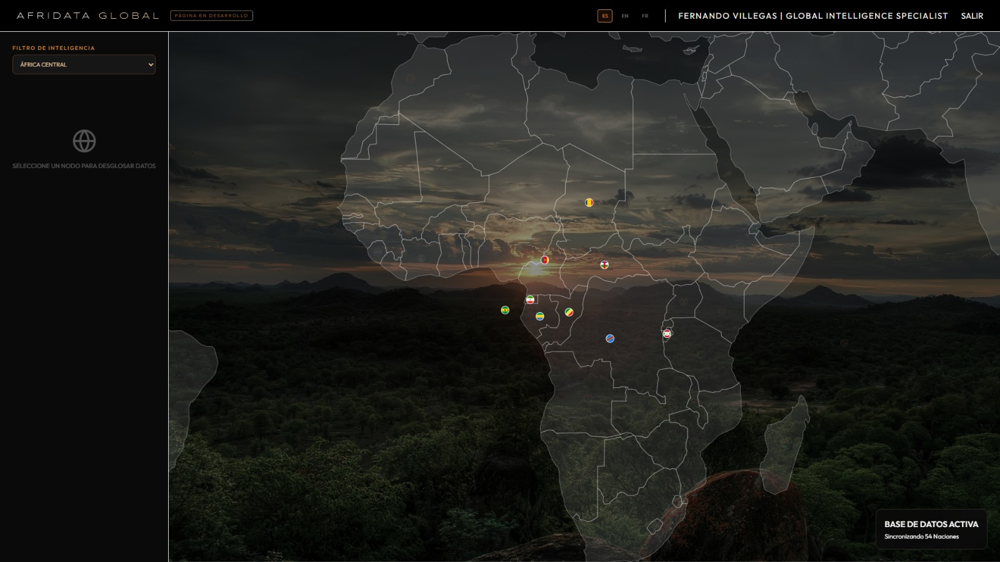 AFRIDATA GLOBAL
PÁGINA EN DESARROLLO
ES
EN
FR
FERNANDO VILLEGAS | GLOBAL INTELLIGENCE SPECIALIST
SALIR
FILTRO DE INTELIGENCIA
ÁFRICA CENTRAL
SELECCIONE UN NODO PARA DESGLOSAR DATOS
BASE DE DATOS ACTIVA
Sincronizando 54 Naciones